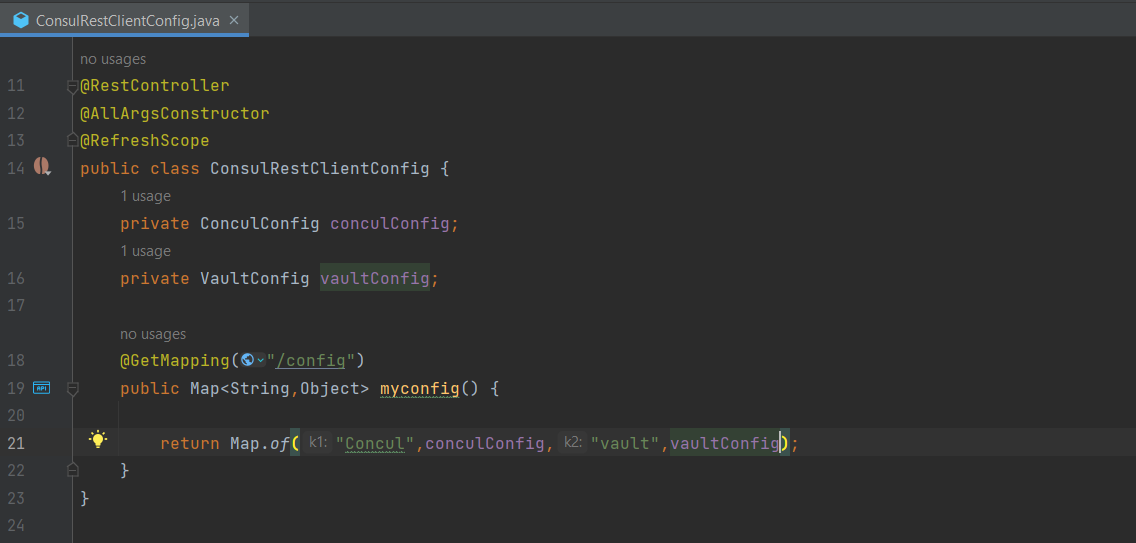 ConsulRestClientConfig.java ×
no usages
11 @RestController
12 @AllArgsConstructor
13 @RefreshScope
14 public class ConsulRestClientConfig {
1 usage
15 private ConculConfig conculConfig;
1 usage
16 private VaultConfig vaultConfig;
17
no usages
18 @GetMapping("/config")
19 API public Map<String,Object> myconfig() {
20
21 return Map.of( k1: "Concul",conculConfig, k2: "vault",vaultConfig);
22 }
23 }
24